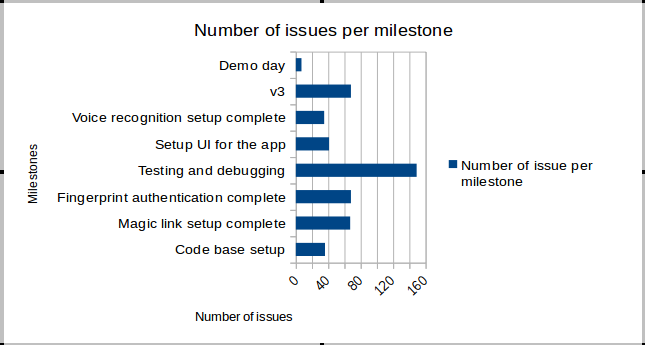 Number of issues per milestone
Demo day
v3
Voice recognition setup complete
Setup UI for the app
Testing and debugging
Fingerprint authentication complete
Magic link setup complete
Code base setup
Milestones
Number of issue per
milestone
0 40 80 120 160
Number of issues